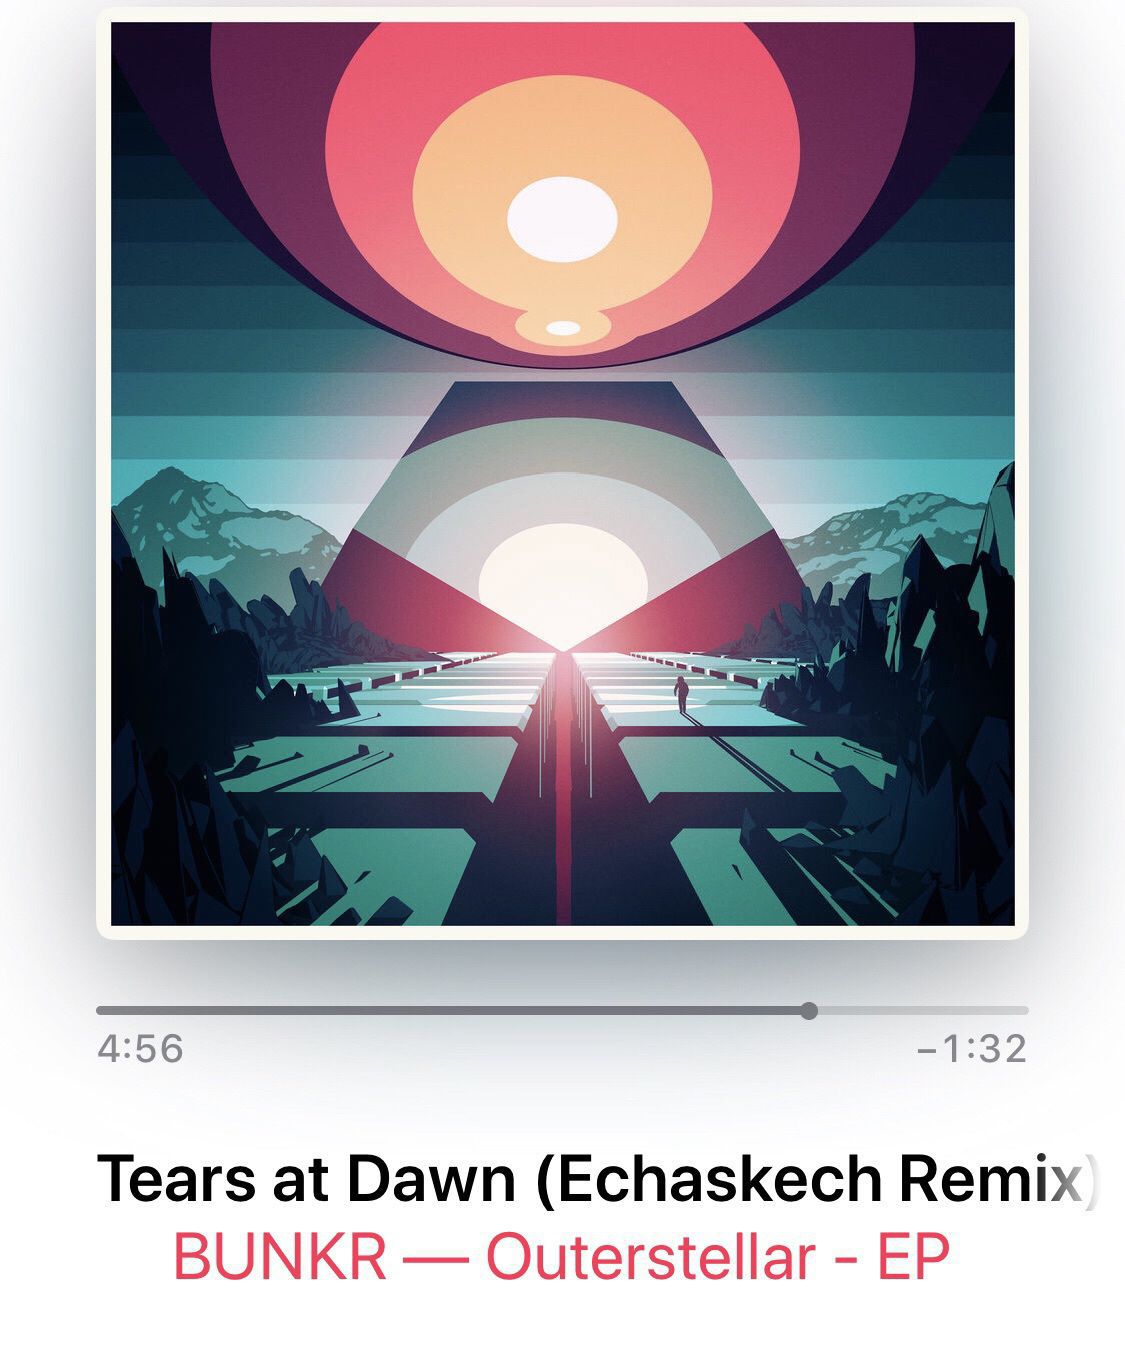 4:56
−1:32
Tears at Dawn (Echaskech Remix)
BUNKR — Outerstellar - EP